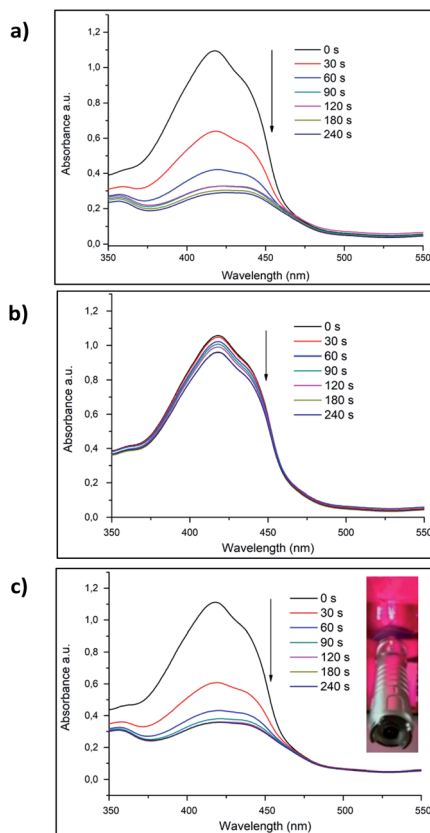 a)
1,2
1,0
0,8
0,6
0,4
0,2
0,0
Absorbance a.u.
350 400 450 500 550
Wavelength (nm)
0 s
30 s
60 s
90 s
120 s
180 s
240 s
b)
1,2
1,0
0,8
0,6
0,4
0,2
0,0
Absorbance a.u.
350 400 450 500 550
Wavelength (nm)
0 s
30 s
60 s
90 s
120 s
180 s
240 s
c)
1,2
1,0
0,8
0,6
0,4
0,2
0,0
Absorbance a.u.
350 400 450 500 550
Wavelength (nm)
0 s
30 s
60 s
90 s
120 s
180 s
240 s